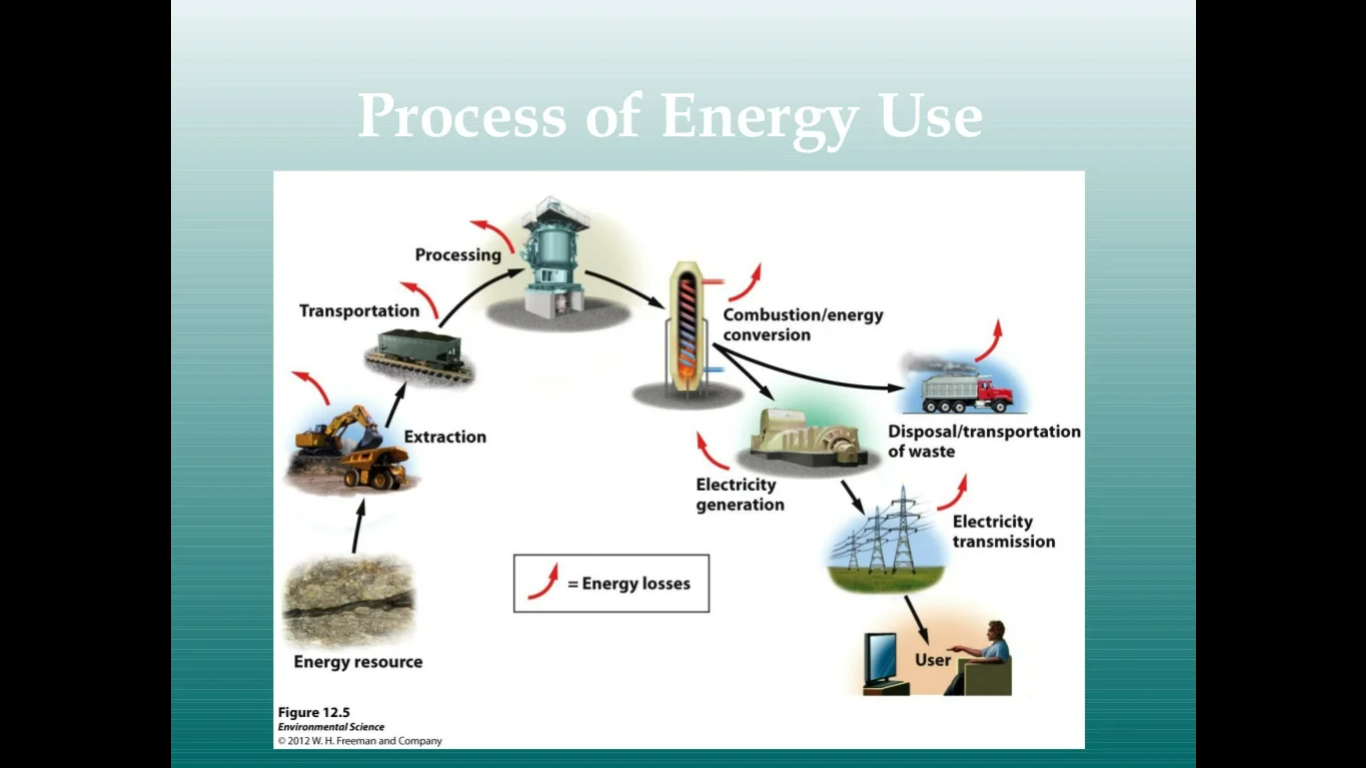 Process of Energy Use
Processing
Transportation
Combustion/energy
conversion
Extraction
Disposal/transportation
of waste
Electricity
generation
Electricity
transmission
= Energy losses
Energy resource
User
Figure 12.5
Environmental Science
© 2012 W. H. Freeman and Company